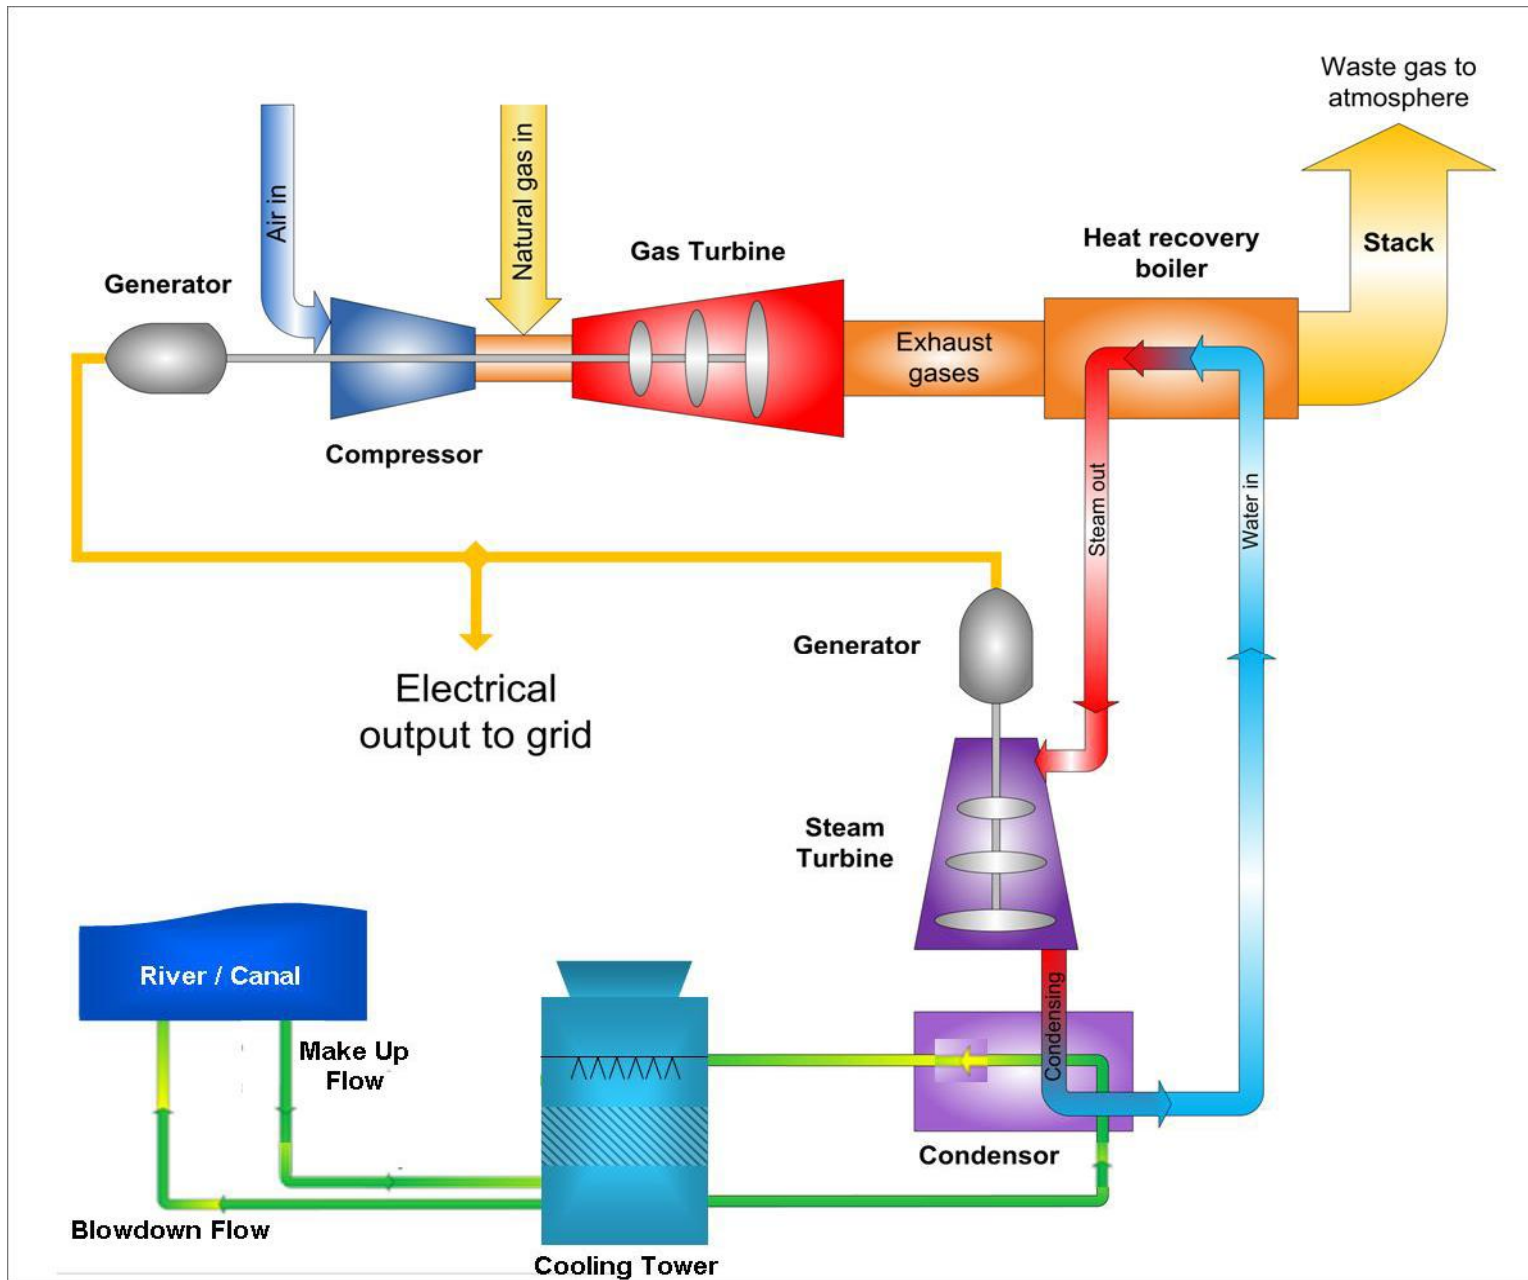 Waste gas to
atmosphere
Air in
Natural gas in
Gas Turbine
Heat recovery
boiler
Stack
Generator
Exhaust
gases
Compressor
Steam out
Water in
Generator
Electrical
output to grid
Steam
Turbine
River / Canal
Condensing
Make Up
Flow
Condensor
Blowdown Flow
Cooling Tower